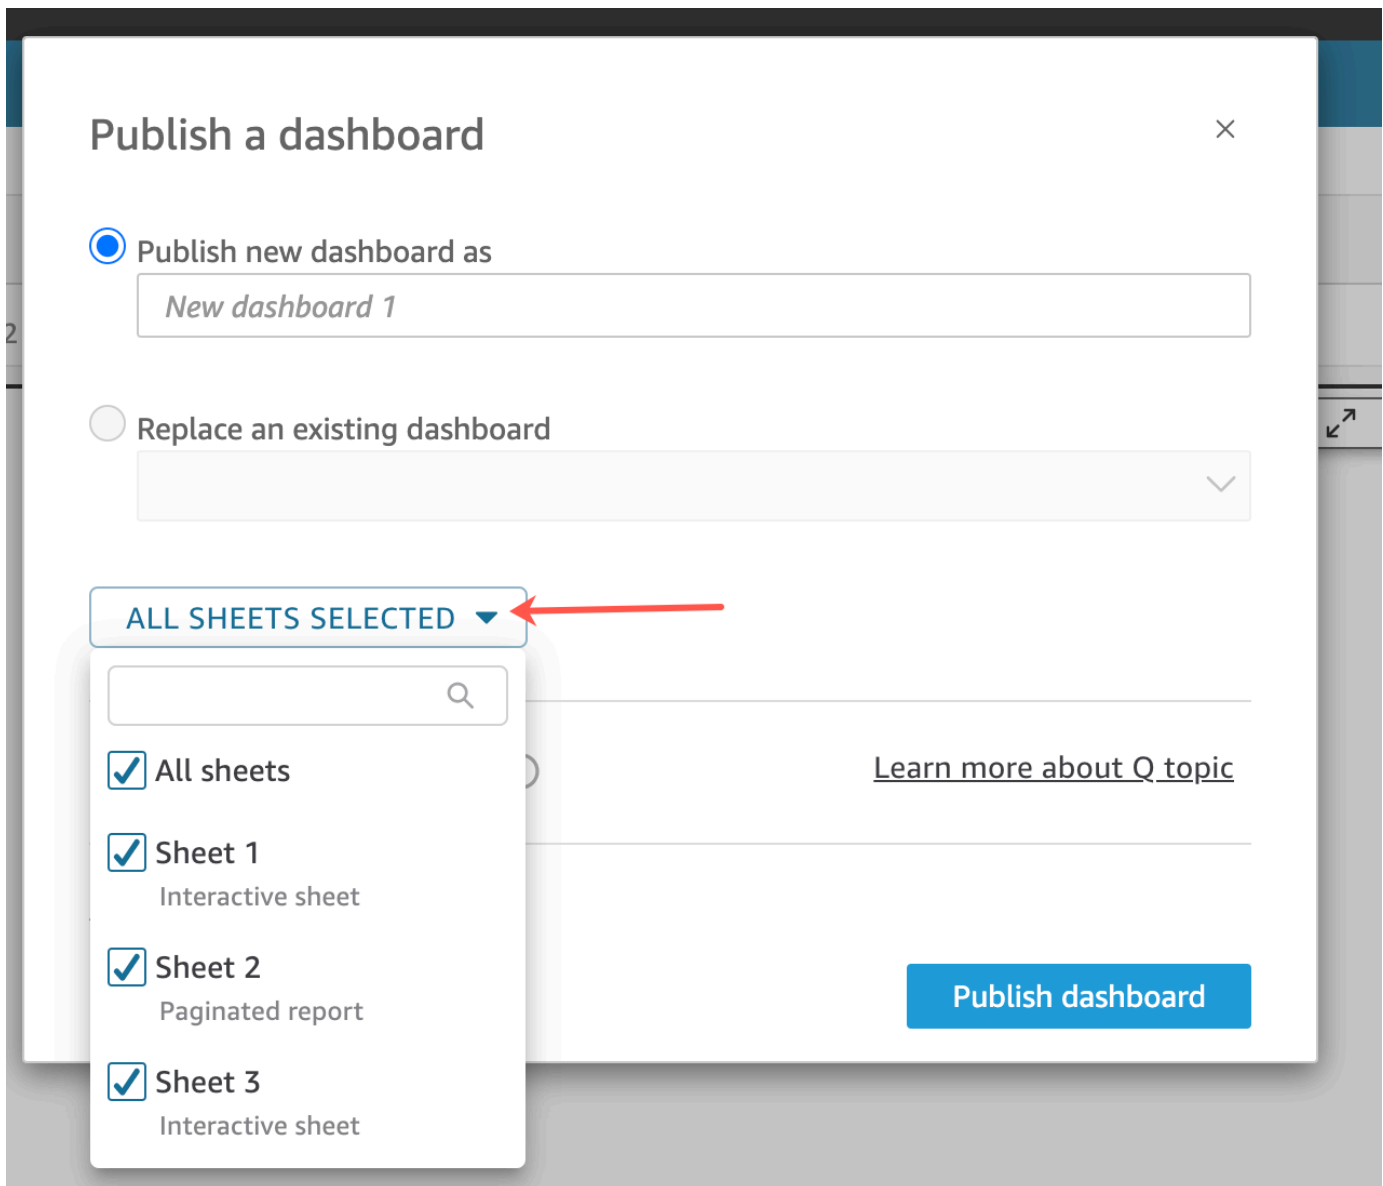 Publish a dashboard
Publish new dashboard as
New dashboard 1
2
Replace an existing dashboard
ALL SHEETS SELECTED
All sheets
Learn more about Q topic
Sheet 1
Interactive sheet
Sheet 2
Paginated report
Publish dashboard
Sheet 3
Interactive sheet